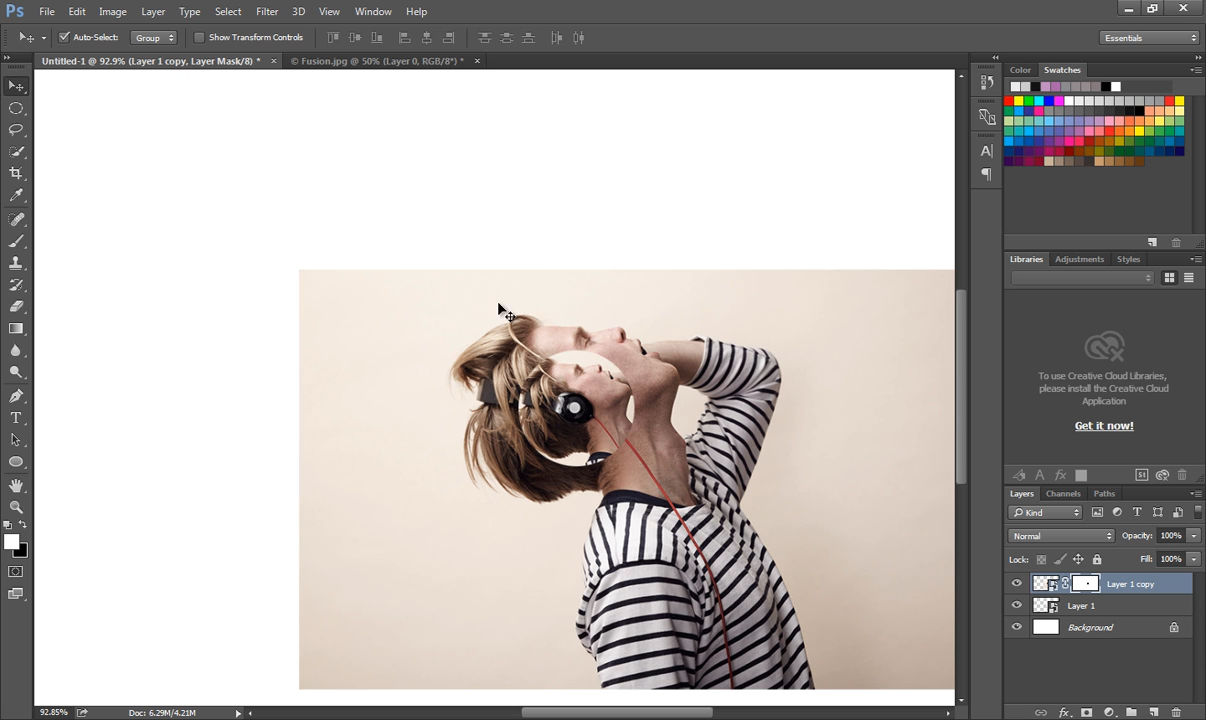 Ps File Edit Image Layer Type Select Filter 3D View Window Help
Auto-Select: Group Show Transform Controls Essentials
Untitled-1 @ 92.9% (Layer 1 copy, Layer Mask/8) * × © Fusion.jpg @ 50% (Layer 0, RGB/8*) * ×
Color Swatches
Libraries Adjustments Styles
To use Creative Cloud Libraries,
please install the Creative Cloud
Application
Get it now!
Layers Channels Paths
Kind
Normal Opacity: 100%
Lock: Fill: 100%
Layer 1 copy
Layer 1
Background
92.85% Doc: 6.29M/4.21M